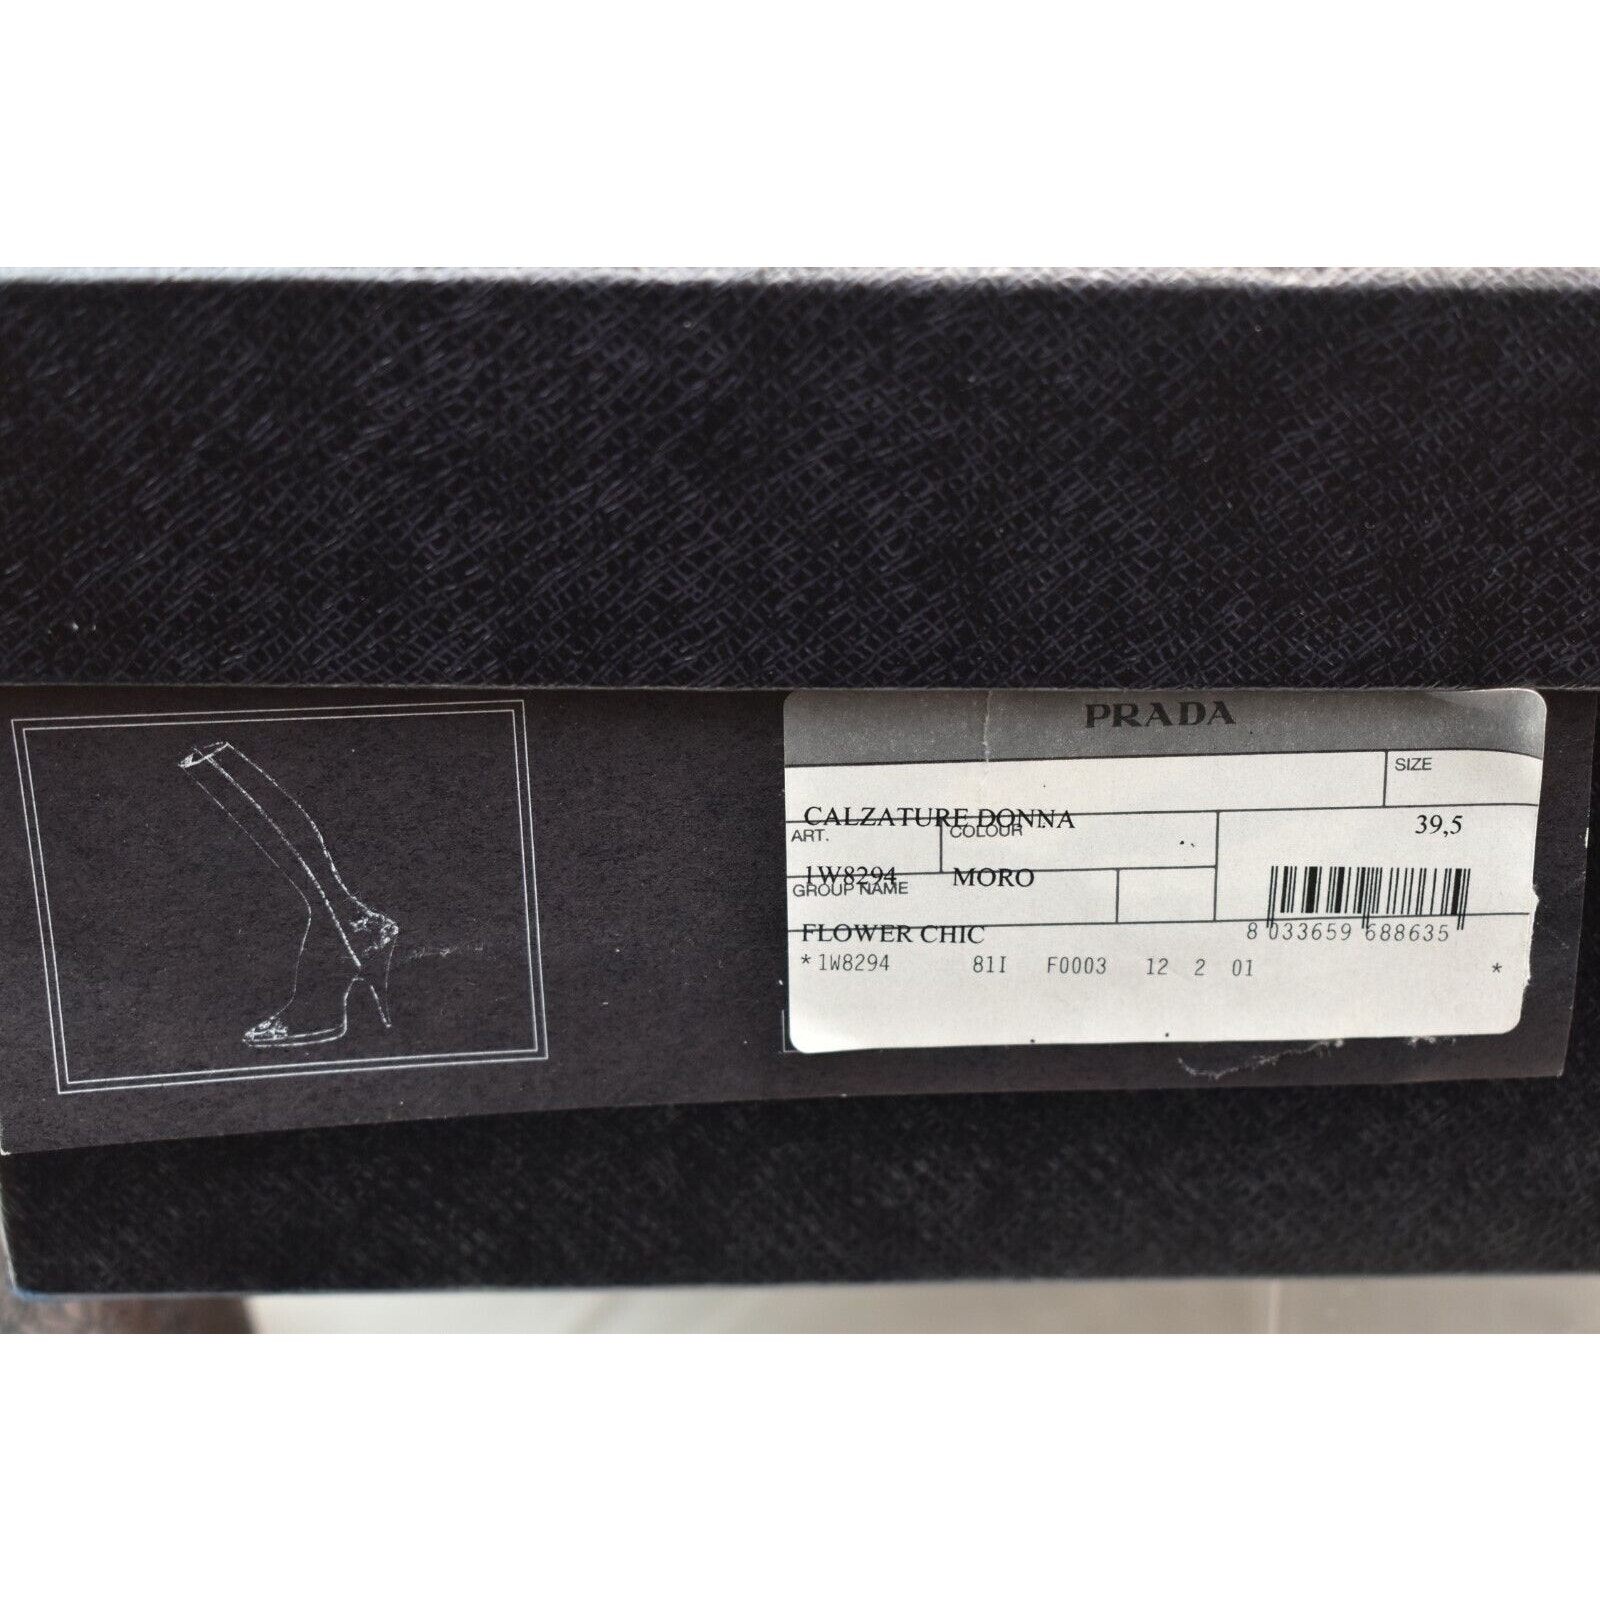 PRADA
SIZE
CALZATURE DONNA
39,5
ART. COLOUR
1W8294 MORO
GROUP NAME
FLOWER CHIC
8 033659 688635
*1W8294 81I F0003 12 2 01 *